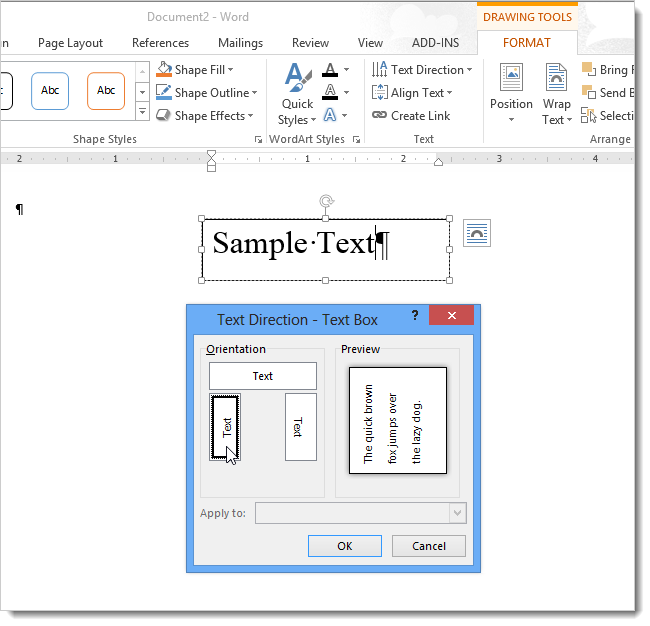 Document2 - Word
DRAWING TOOLS
n Page Layout References Mailings Review View ADD-INS FORMAT
Abc Abc
Shape Fill
Shape Outline
Shape Effects
Shape Styles
Quick
Styles
WordArt Styles
Text Direction
Align Text
Create Link
Text
Position
Wrap
Text
Bring F
Send B
Selecti
Arrange
2 1 1 2 3 4
¶
Sample·Text¶
Text Direction - Text Box ?
Orientation
Text
Text
Text
Preview
The quick brown
fox jumps over
the lazy dog.
Apply to:
OK Cancel